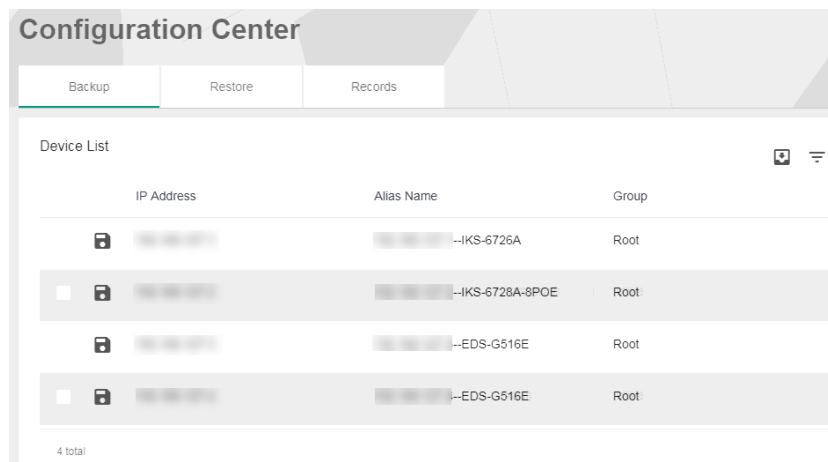 Configuration Center
Backup Restore Records
Device List
IP Address Alias Name Group
--IKS-6726A Root
--IKS-6728A-8POE Root
--EDS-G516E Root
--EDS-G516E Root
4 total